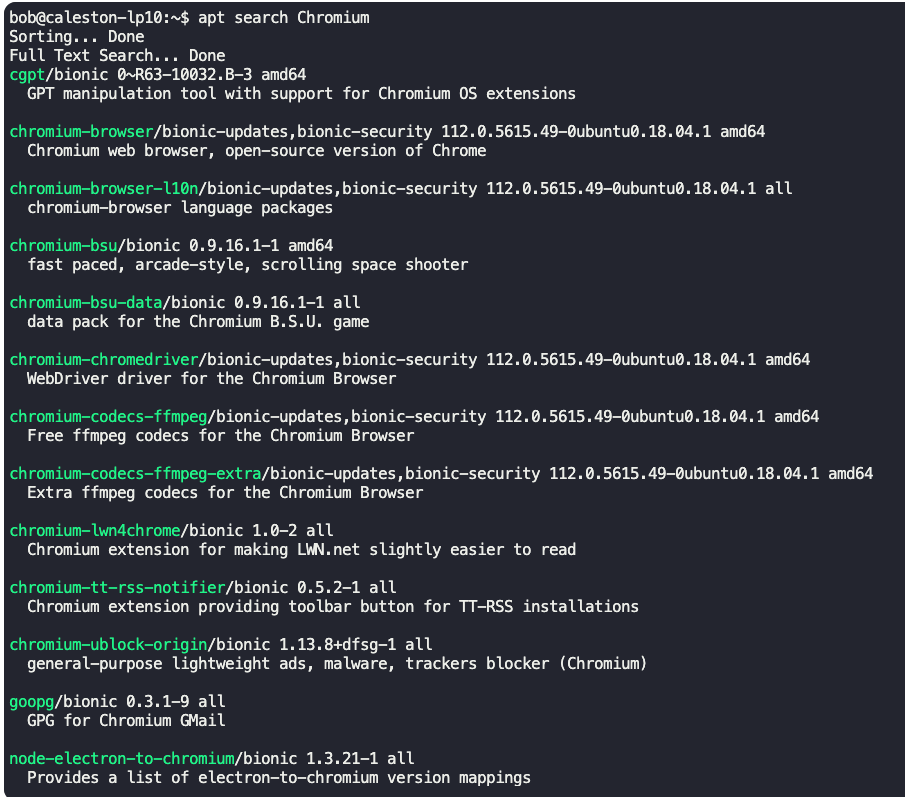 bob@caleston-lp10:~$ apt search Chromium
Sorting... Done
Full Text Search... Done
cgpt/bionic 0~R63-10032.B-3 amd64
  GPT manipulation tool with support for Chromium OS extensions

chromium-browser/bionic-updates,bionic-security 112.0.5615.49-0ubuntu0.18.04.1 amd64
  Chromium web browser, open-source version of Chrome

chromium-browser-l10n/bionic-updates,bionic-security 112.0.5615.49-0ubuntu0.18.04.1 all
  chromium-browser language packages

chromium-bsu/bionic 0.9.16.1-1 amd64
  fast paced, arcade-style, scrolling space shooter

chromium-bsu-data/bionic 0.9.16.1-1 all
  data pack for the Chromium B.S.U. game

chromium-chromedriver/bionic-updates,bionic-security 112.0.5615.49-0ubuntu0.18.04.1 amd64
  WebDriver driver for the Chromium Browser

chromium-codecs-ffmpeg/bionic-updates,bionic-security 112.0.5615.49-0ubuntu0.18.04.1 amd64
  Free ffmpeg codecs for the Chromium Browser

chromium-codecs-ffmpeg-extra/bionic-updates,bionic-security 112.0.5615.49-0ubuntu0.18.04.1 amd64
  Extra ffmpeg codecs for the Chromium Browser

chromium-lwn4chrome/bionic 1.0-2 all
  Chromium extension for making LWN.net slightly easier to read

chromium-tt-rss-notifier/bionic 0.5.2-1 all
  Chromium extension providing toolbar button for TT-RSS installations

chromium-ublock-origin/bionic 1.13.8+dfsg-1 all
  general-purpose lightweight ads, malware, trackers blocker (Chromium)

goopg/bionic 0.3.1-9 all
  GPG for Chromium GMail

node-electron-to-chromium/bionic 1.3.21-1 all
  Provides a list of electron-to-chromium version mappings